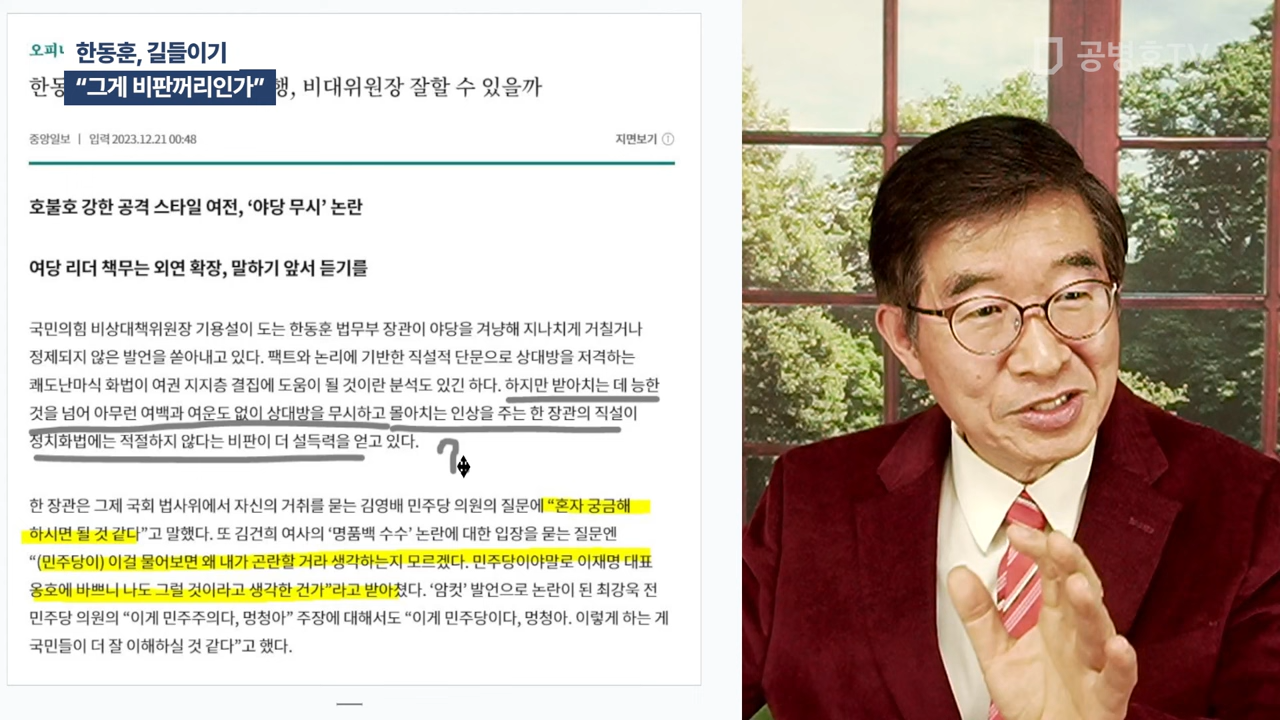 오피
한동훈, 길들이기
“그게 비판꺼리인가”
한동 행, 비대위원장 잘할 수 있을까
중앙일보 | 입력 2023.12.21 00:48
지면보기
호불호 강한 공격 스타일 여전, ‘야당 무시’ 논란
여당 리더 책무는 외연 확장, 말하기 앞서 듣기를
국민의힘 비상대책위원장 기용설이 도는 한동훈 법무부 장관이 야당을 겨냥해 지나치게 거칠거나
정제되지 않은 발언을 쏟아내고 있다. 팩트와 논리에 기반한 직설적 단문으로 상대방을 저격하는
쾌도난마식 화법이 여권 지지층 결집에 도움이 될 것이란 분석도 있긴 하다. 하지만 받아치는 데 능한
것을 넘어 아무런 여백과 여운도 없이 상대방을 무시하고 몰아치는 인상을 주는 한 장관의 직설이
정치화법에는 적절하지 않다는 비판이 더 설득력을 얻고 있다.
?
한 장관은 그제 국회 법사위에서 자신의 거취를 묻는 김영배 민주당 의원의 질문에 “혼자 궁금해
하시면 될 것 같다”고 말했다. 또 김건희 여사의 ‘명품백 수수’ 논란에 대한 입장을 묻는 질문엔
“(민주당이) 이걸 물어보면 왜 내가 곤란할 거라 생각하는지 모르겠다. 민주당이야말로 이재명 대표
옹호에 바쁘니 나도 그럴 것이라고 생각한 건가”라고 받아쳤다. ‘암컷’ 발언으로 논란이 된 최강욱 전
민주당 의원의 “이게 민주주의다, 멍청아” 주장에 대해서도 “이게 민주당이다, 멍청아. 이렇게 하는 게
국민들이 더 잘 이해하실 것 같다”고 했다.
공병호TV